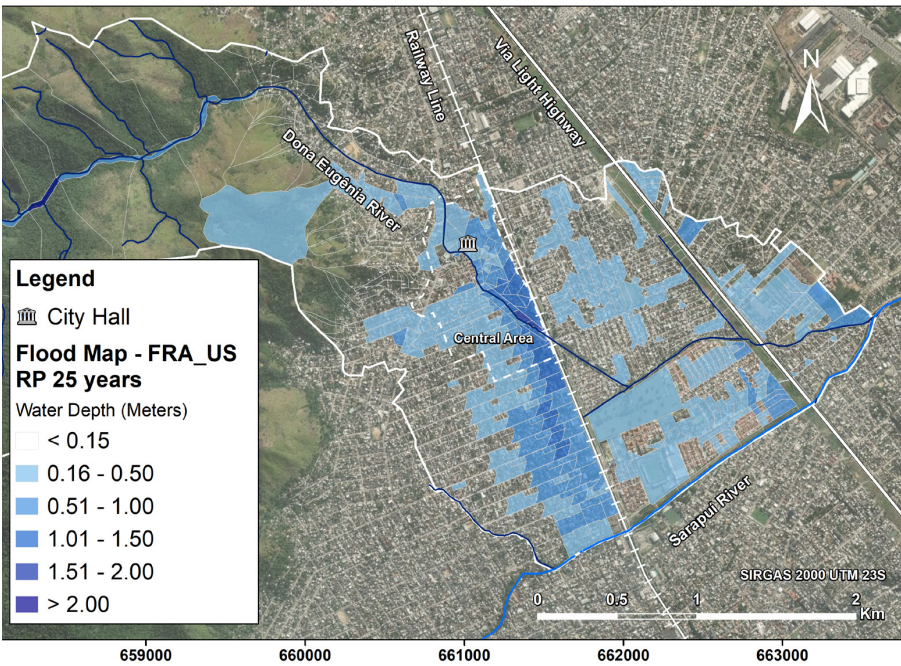 Railway Line
Via Light Highway
N
Dona Eugênia River
Legend
City Hall
Flood Map - FRA_US
RP 25 years
Water Depth (Meters)
< 0.15
0.16 - 0.50
0.51 - 1.00
1.01 - 1.50
1.51 - 2.00
> 2.00
Central Area
Sarapui River
SIRGAS 2000 UTM 23S
0 0.5 1 2
Km
659000 660000 661000 662000 663000